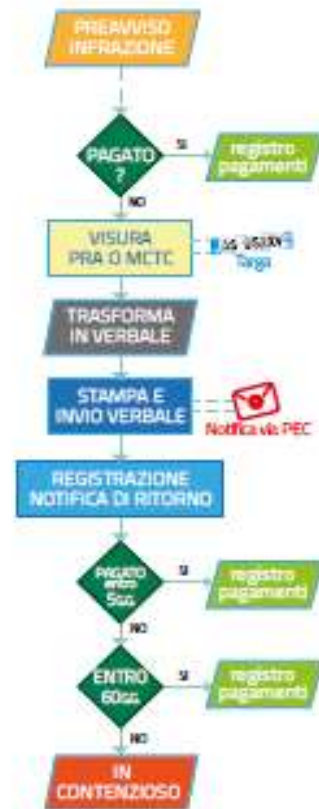 PREAVVISO
INFRAZIONE
PAGATO
?
SI
registro
pagamenti
NO
VISURA
PRA O MCTC
Targa
TRASFORMA
IN VERBALE
STAMPA E
INVIO VERBALE
Notifica via PEC
REGISTRAZIONE
NOTIFICA DI RITORNO
PAGATO
entro
5GG.
SI
registro
pagamenti
NO
ENTRO
60GG.
SI
registro
pagamenti
NO
IN
CONTENZIOSO